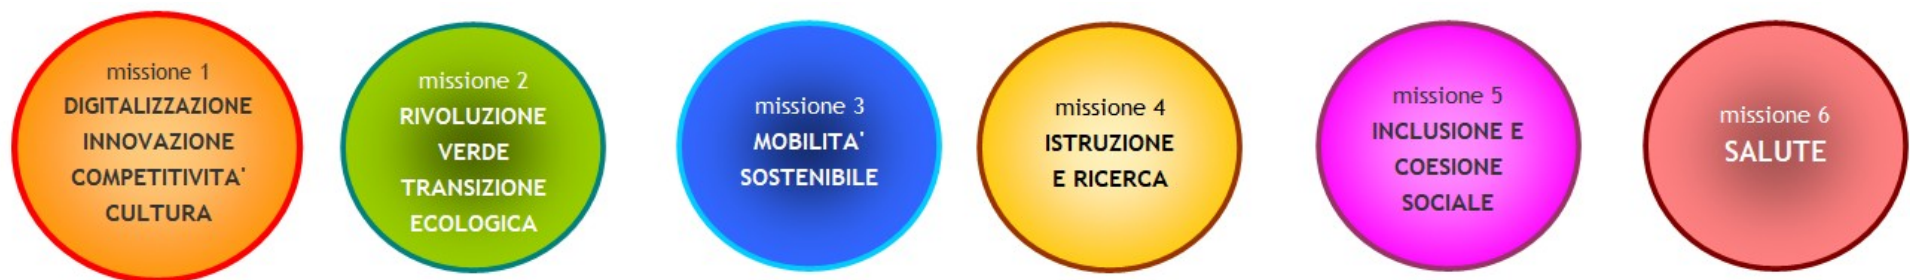 missione 1
DIGITALIZZAZIONE
INNOVAZIONE
COMPETITIVITA'
CULTURA
missione 2
RIVOLUZIONE
VERDE
TRANSIZIONE
ECOLOGICA
missione 3
MOBILITA'
SOSTENIBILE
missione 4
ISTRUZIONE
E RICERCA
missione 5
INCLUSIONE E
COESIONE
SOCIALE
missione 6
SALUTE